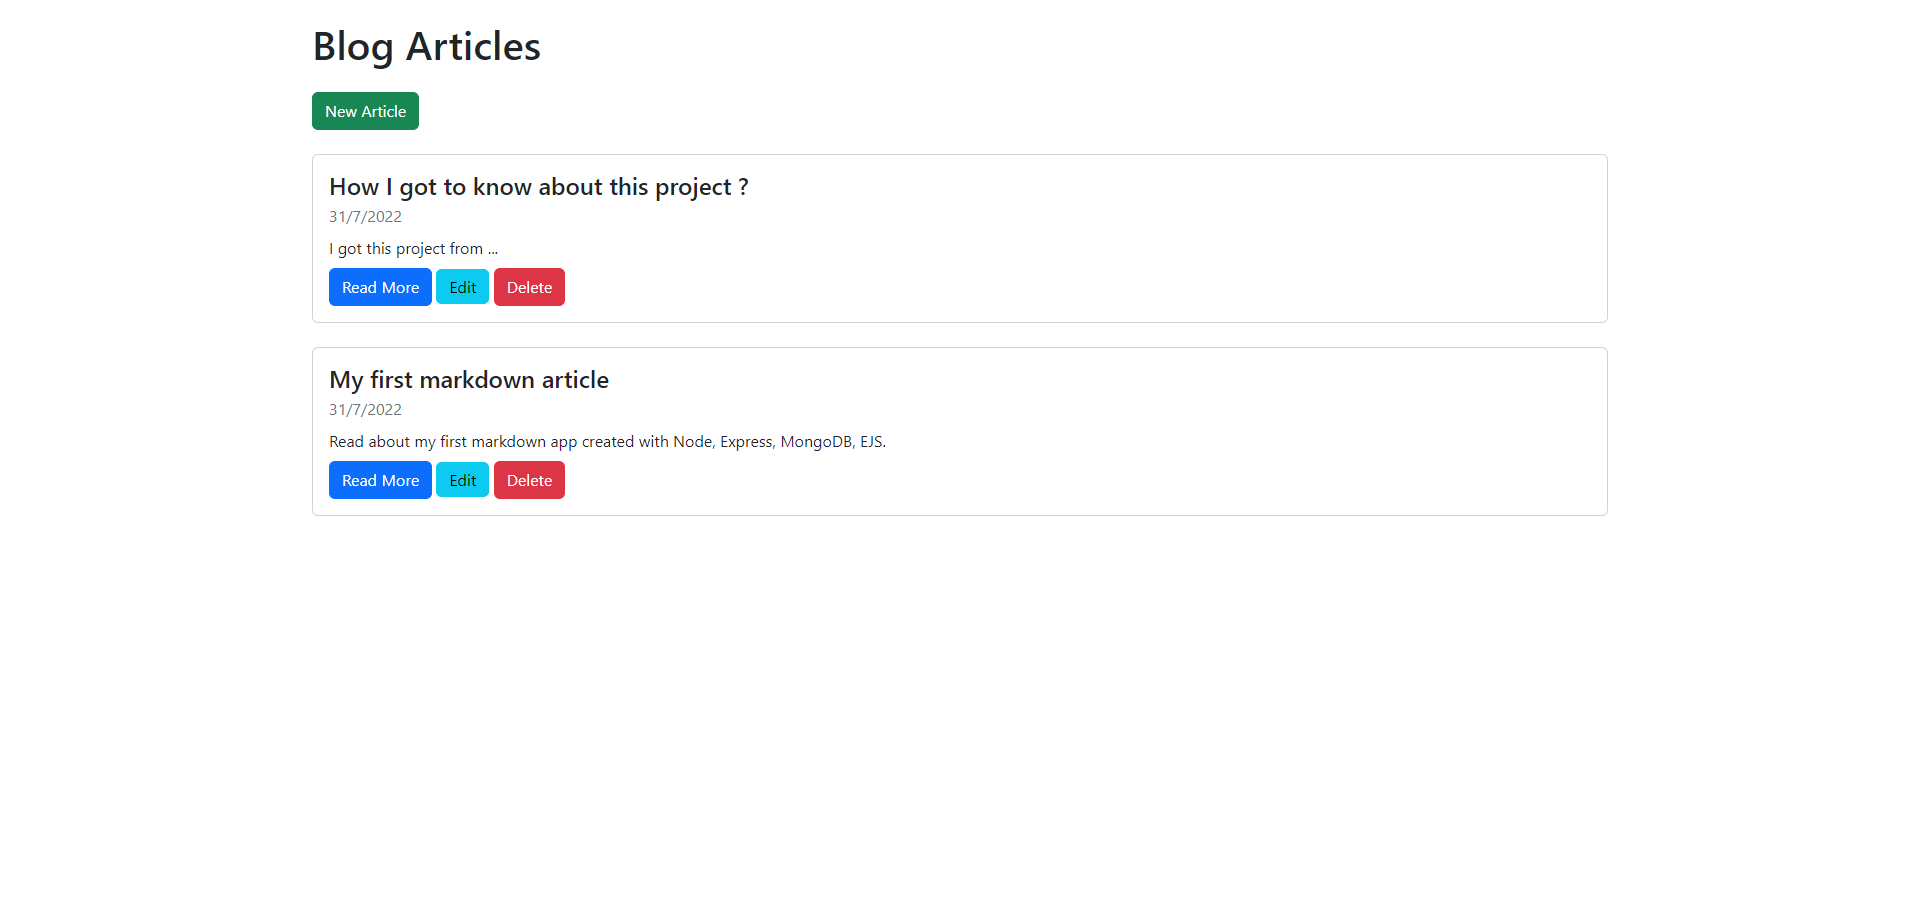 Blog Articles
New Article
How I got to know about this project ?
31/7/2022
I got this project from ...
Read More Edit Delete
My first markdown article
31/7/2022
Read about my first markdown app created with Node, Express, MongoDB, EJS.
Read More Edit Delete